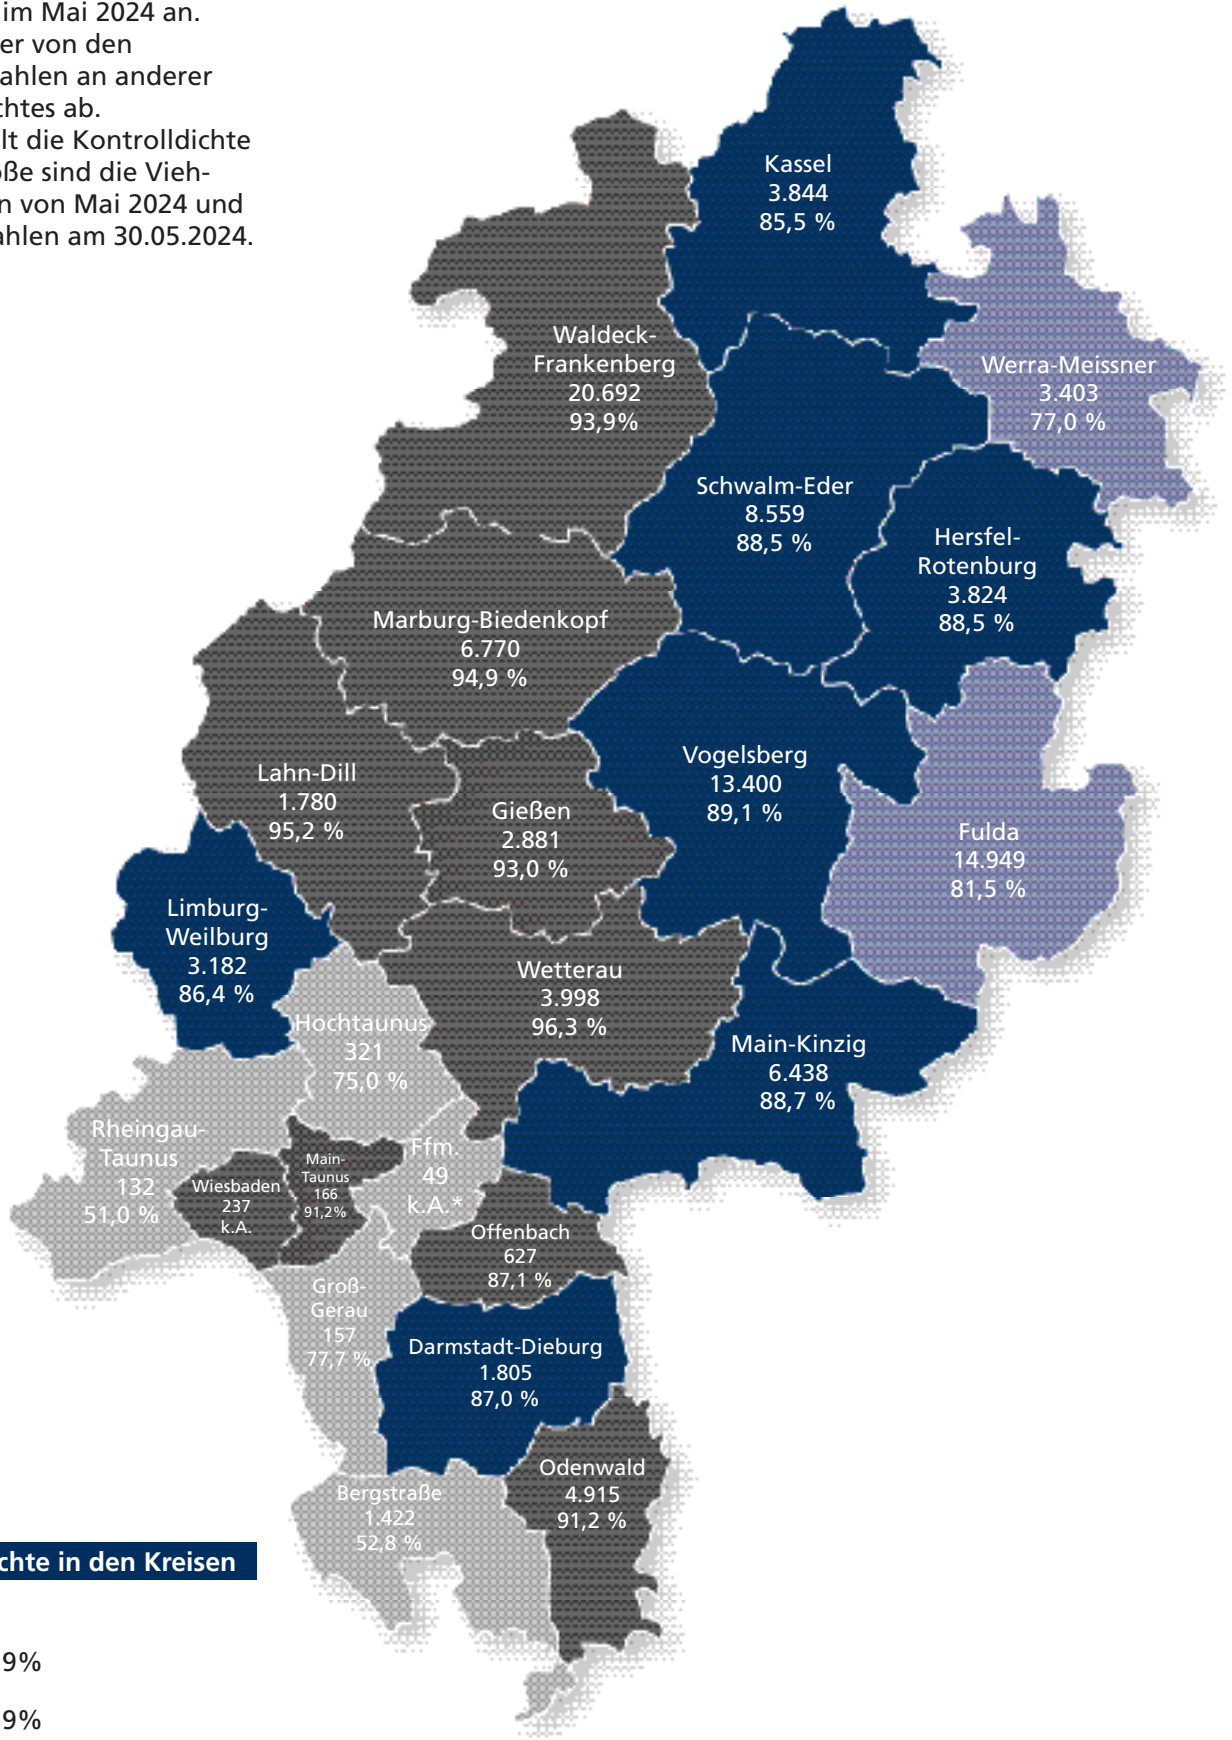 im Mai 2024 an.
er von den
ahlen an anderer
chtes ab.
lt die Kontrolldichte
öße sind die Vieh-
n von Mai 2024 und
ahlen am 30.05.2024.
Kassel
3.844
85,5 %
Waldeck-
Frankenberg
20.692
93,9%
Werra-Meissner
3.403
77,0 %
Schwalm-Eder
8.559
88,5 %
Hersfel-
Rotenburg
3.824
88,5 %
Marburg-Biedenkopf
6.770
94,9 %
Vogelsberg
13.400
89,1 %
Lahn-Dill
1.780
95,2 %
Gießen
2.881
93,0 %
Fulda
14.949
81,5 %
Limburg-
Weilburg
3.182
86,4 %
Wetterau
3.998
96,3 %
Hochtaunus
321
75,0 %
Main-Kinzig
6.438
88,7 %
Rheingau-
Taunus
132
51,0 %
Wiesbaden
237
k.A.
Main-
Taunus
166
91,2%
Ffm.
49
k.A.*
Offenbach
627
87,1 %
Groß-
Gerau
157
77,7 %
Darmstadt-Dieburg
1.805
87,0 %
Odenwald
4.915
91,2 %
Bergstraße
1.422
52,8 %
chte in den Kreisen
9%
9%